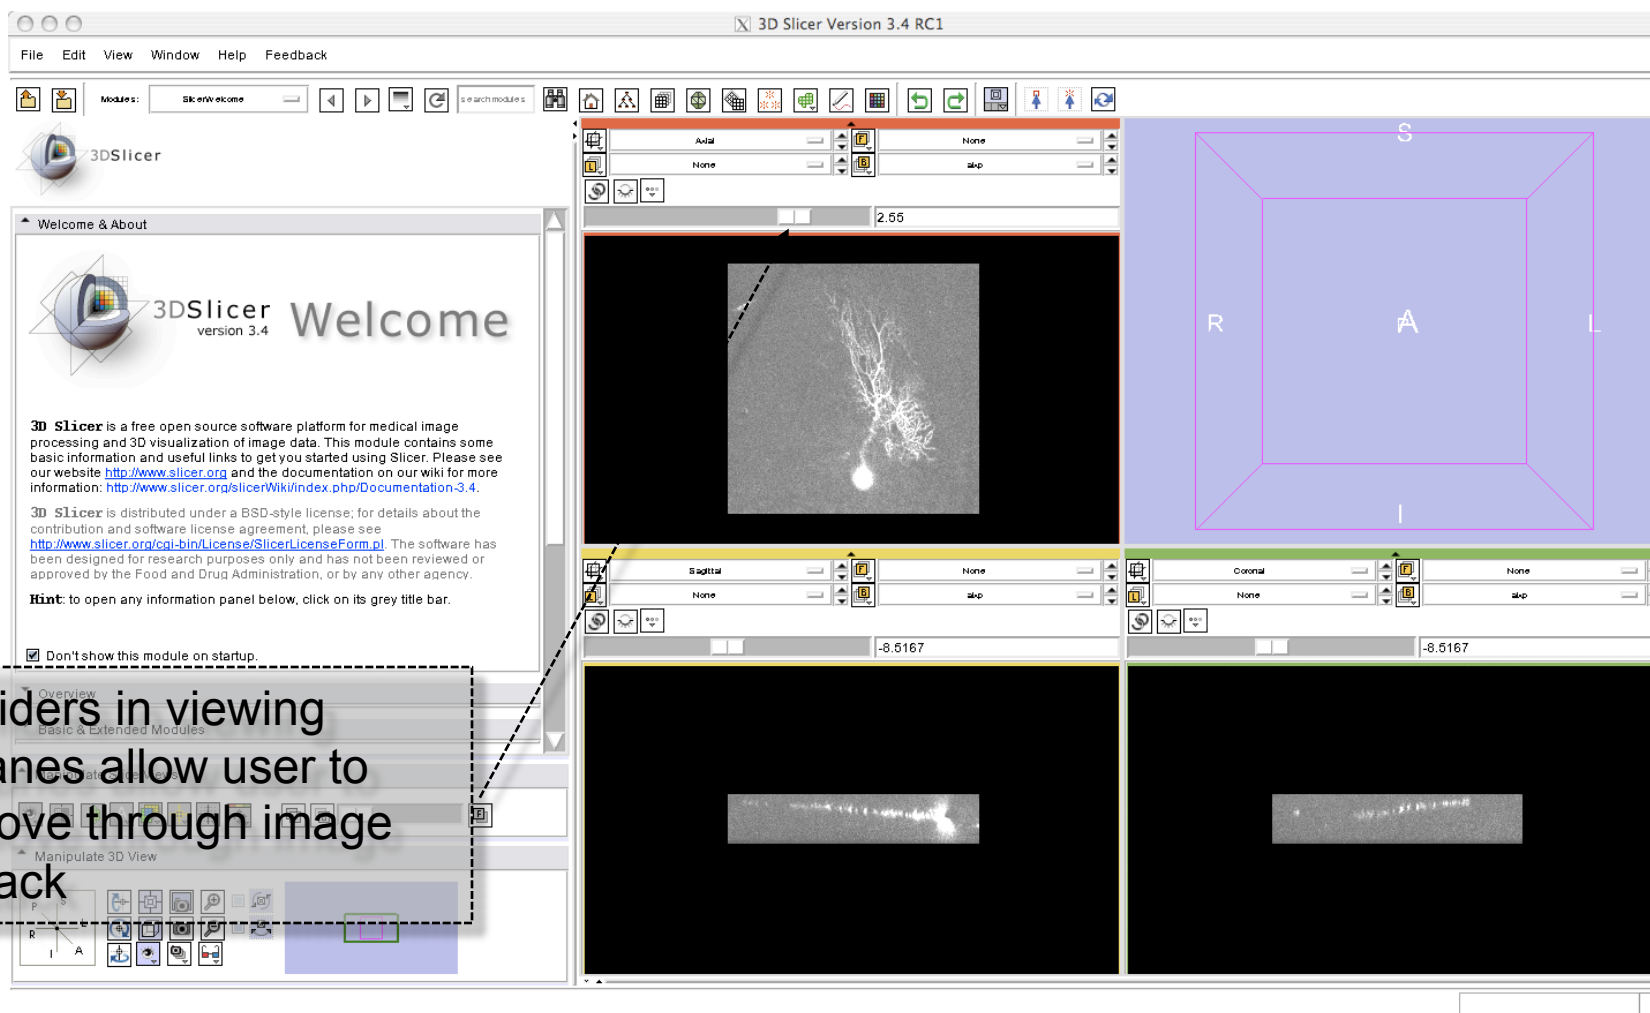 3D Slicer Version 3.4 RC1
File Edit View Window Help Feedback
Modules: SlicerWelcome search modules
3DSlicer
Welcome & About
3DSlicer
version 3.4
Welcome
3D Slicer is a free open source software platform for medical image
processing and 3D visualization of image data. This module contains some
basic information and useful links to get you started using Slicer. Please see
our website http://www.slicer.org and the documentation on our wiki for more
information: http://www.slicer.org/slicerWiki/index.php/Documentation-3.4.
3D Slicer is distributed under a BSD-style license; for details about the
contribution and software license agreement, please see
http://www.slicer.org/cgi-bin/License/SlicerLicenseForm.pl. The software has
been designed for research purposes only and has not been reviewed or
approved by the Food and Drug Administration, or by any other agency.
Hint: to open any information panel below, click on its grey title bar.
Don't show this module on startup.
Overview
Basic & Extended Modules
Manipulate Slice Views
F
Manipulate 3D View
P S
L
R
I A
iders in viewing
anes allow user to
ove through image
ack
Axial F None
L None B
2.55
S
R A L
I
Sagittal F None
L None B
-8.5167
Coronal F None
L None B
-8.5167